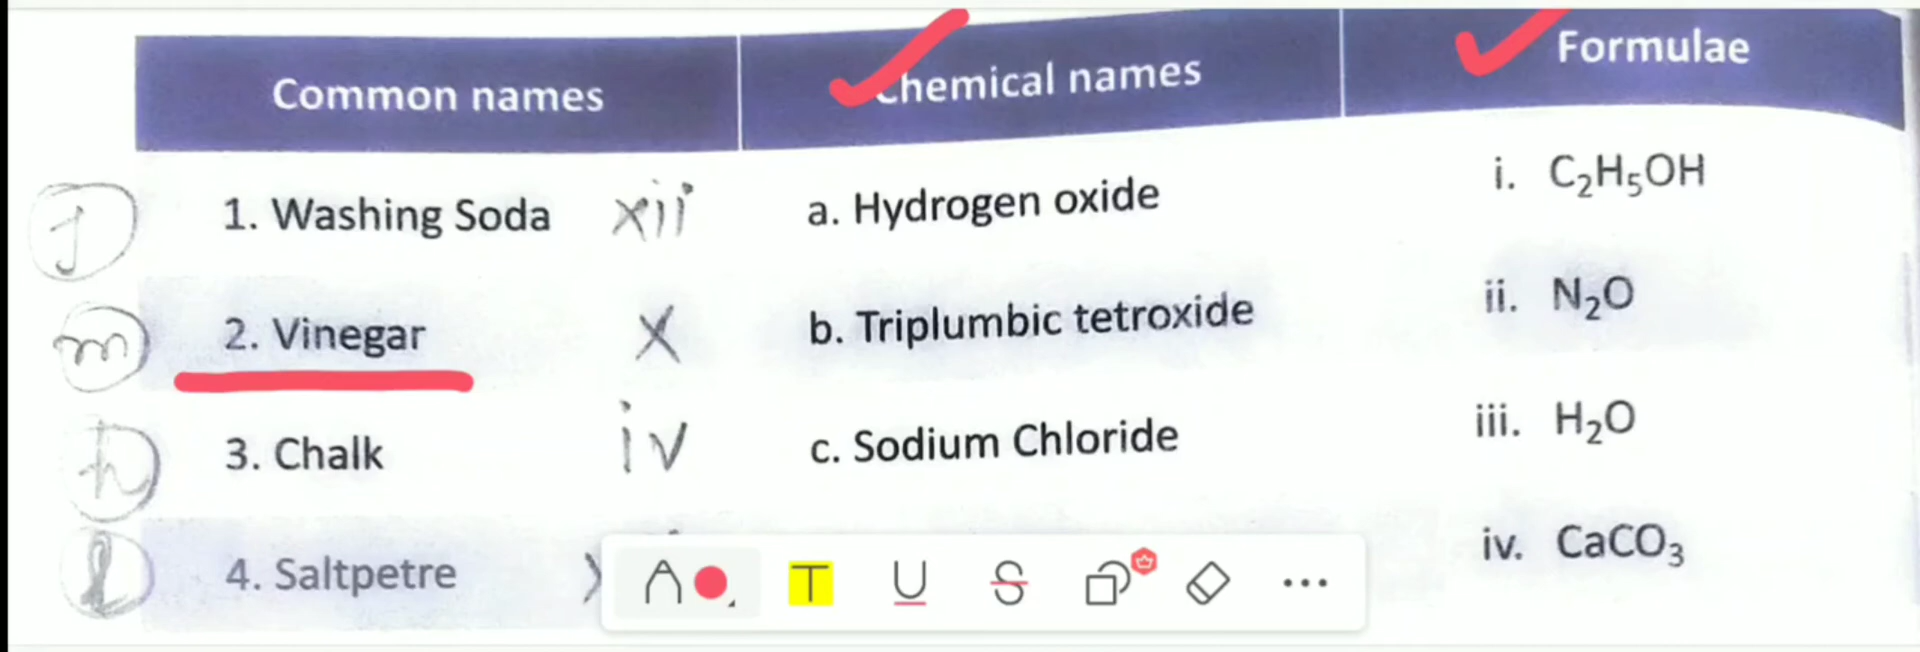 Common names Chemical names Formulae
j 1. Washing Soda xii a. Hydrogen oxide i. C₂H₅OH
m 2. Vinegar x b. Triplumbic tetroxide ii. N₂O
h 3. Chalk iv c. Sodium Chloride iii. H₂O
l 4. Saltpetre iv. CaCO₃